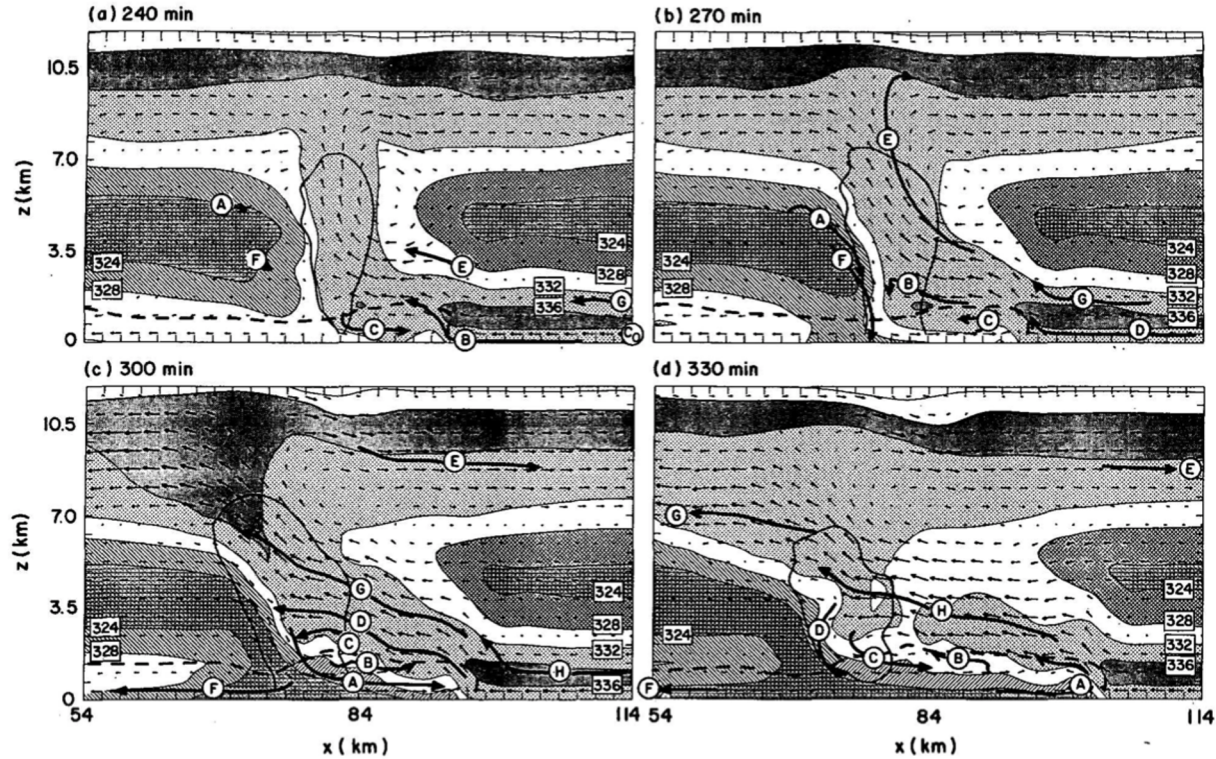 (a) 240 min
(b) 270 min
10.5
7.0
3.5
0
z (km)
A
F
E
G
C
B
324
328
324
328
332
336
E
A
F
B
C
G
D
324
328
324
328
332
336
(c) 300 min
(d) 330 min
10.5
7.0
3.5
0
z (km)
E
G
D
C
B
A
H
F
324
328
324
328
332
336
G
E
H
D
C
B
A
F
324
324
328
332
336
54
84
114
54
84
114
x (km)
x (km)